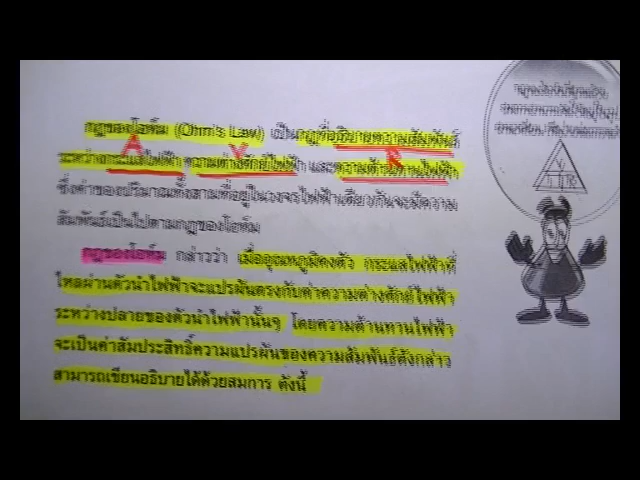 กฎของโอห์ม (Ohm's Law) เป็นกฎที่อธิบายความสัมพันธ์
A V R
ระหว่างกระแสไฟฟ้า ความต่างศักย์ไฟฟ้า และความต้านทานไฟฟ้า
ซึ่งค่าของปริมาณทั้งสามที่อยู่ในวงจรไฟฟ้าเดียวกันจะมีความ
สัมพันธ์เป็นไปตามกฎของโอห์ม
กฎของโอห์ม กล่าวว่า เมื่ออุณหภูมิคงตัว กระแสไฟฟ้าที่
ไหลผ่านตัวนำไฟฟ้าจะแปรผันตรงกับค่าความต่างศักย์ไฟฟ้า
ระหว่างปลายของตัวนำไฟฟ้านั้นๆ โดยความต้านทานไฟฟ้า
จะเป็นค่าสัมประสิทธิ์ความแปรผันของความสัมพันธ์ดังกล่าว
สามารถเขียนอธิบายได้ด้วยสมการ ดังนี้
V
I R